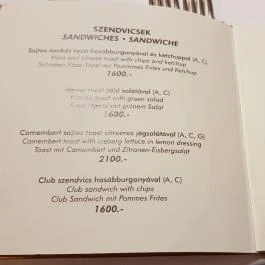 SZENDVICSEK
SANDWICHES • SANDWICHE
Sajtos-sonkás toast hasábburgonyával és ketchuppel (A, C)
Ham and cheese toast with chips and ketchup
Schinken-Käse-Toast mit Pommes Frites und Ketchup
1600.-
Hawaii toast zöld salátával (A, C)
Hawaii toast with green salad
Toast Hawaii mit grünem Salat
1600.-
Camembert sajtos toast citromos jégsalátával (A, C, G)
Camembert toast with iceberg lettuce in lemon dressing
Toast mit Camembert und Zitronen-Eisbergsalat
2100.-
Club szendvics hasábburgonyával (A, C)
Club sandwich with chips
Club Sandwich mit Pommes Frites
1600.-